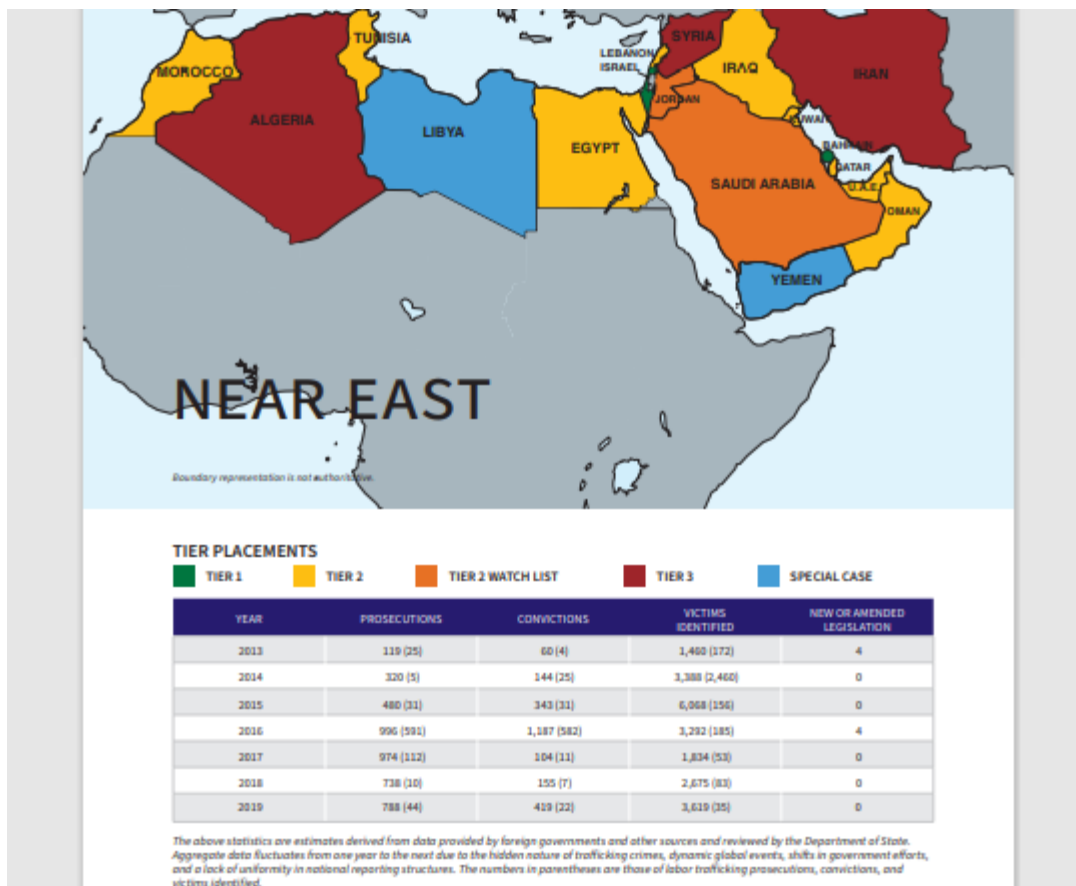 TUNISIA
SYRIA
LEBANON
MOROCCO
ISRAEL
IRAQ
IRAN
JORDAN
ALGERIA
LIBYA
KUWAIT
EGYPT
BAHRAIN
QATAR
SAUDI ARABIA
U.A.E.
OMAN
YEMEN
NEAR EAST
Boundary representation is not authoritative.
TIER PLACEMENTS
TIER 1 TIER 2 TIER 2 WATCH LIST TIER 3 SPECIAL CASE
YEAR PROSECUTIONS CONVICTIONS VICTIMS IDENTIFIED NEW OR AMENDED LEGISLATION
2013 119 (25) 60 (4) 1,460 (172) 4
2014 320 (5) 144 (25) 3,388 (2,460) 0
2015 480 (31) 343 (31) 6,068 (156) 0
2016 996 (591) 1,187 (582) 3,292 (185) 4
2017 974 (112) 104 (11) 1,834 (53) 0
2018 738 (10) 155 (7) 2,675 (83) 0
2019 788 (44) 419 (22) 3,619 (35) 0
The above statistics are estimates derived from data provided by foreign governments and other sources and reviewed by the Department of State.
Aggregate data fluctuates from one year to the next due to the hidden nature of trafficking crimes, dynamic global events, shifts in government efforts,
and a lack of uniformity in national reporting structures. The numbers in parentheses are those of labor trafficking prosecutions, convictions, and
victims identified.